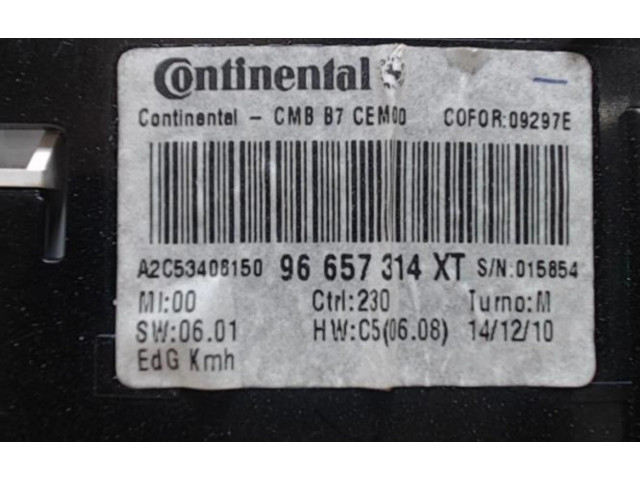 Continental
Continental - CMB B7 CEM00 COFOR:09297E
A2C53408150 96 657 314 XT S/N:015854
MI:00 Ctrl:230 Turno:M
SW:06.01 HW:C5(06.08) 14/12/10
EdG Kmh